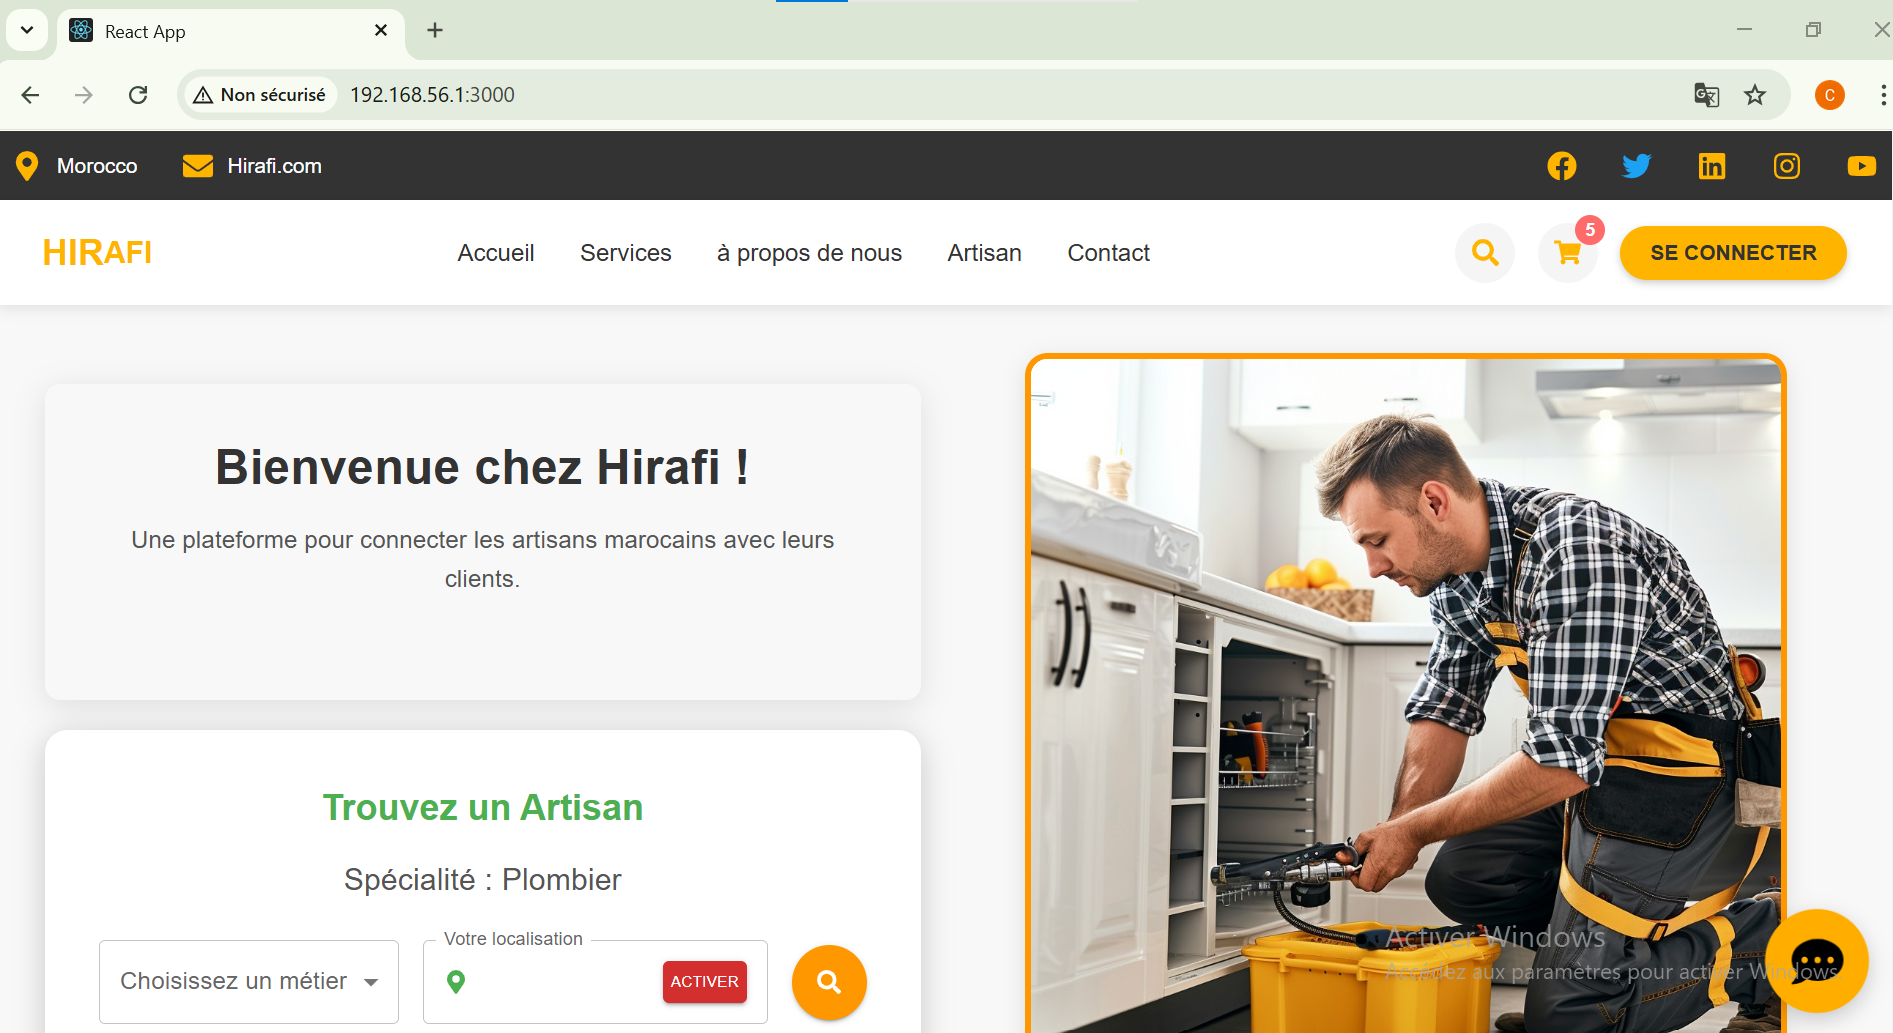 React App
Non sécurisé
192.168.56.1:3000
C
Morocco
Hirafi.com
HIRAFI
Accueil
Services
à propos de nous
Artisan
Contact
5
SE CONNECTER
Bienvenue chez Hirafi !
Une plateforme pour connecter les artisans marocains avec leurs
clients.
Trouvez un Artisan
Spécialité : Plombier
Choisissez un métier
Votre localisation
ACTIVER
Activer Windows
Accédez aux paramètres pour activer Windows.